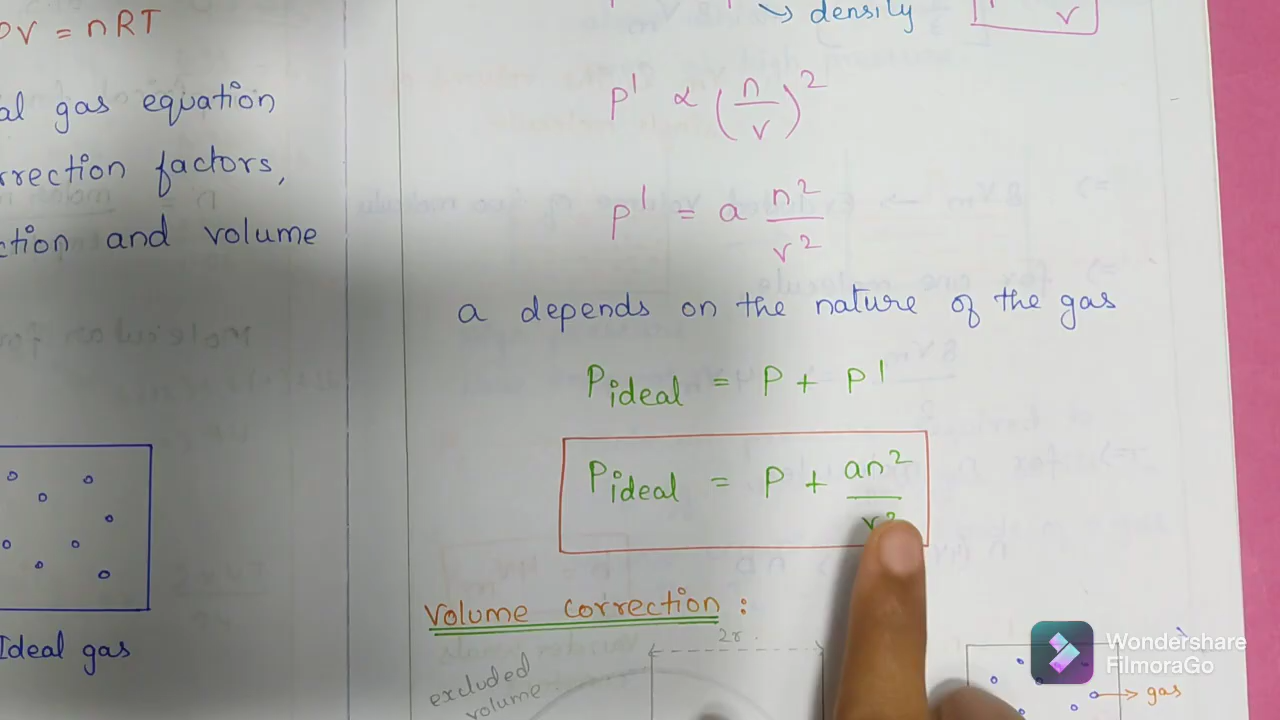 PV = nRT
al gas equation
rrection factors,
ction and volume
Ideal gas
density
P' ∝ (n/v)²
P' = a n²/v²
a depends on the nature of the gas
Pideal = P + P'
Pideal = P + an²/v²
Volume correction :
2r
excluded
volume
gas
Wondershare
FilmoraGo